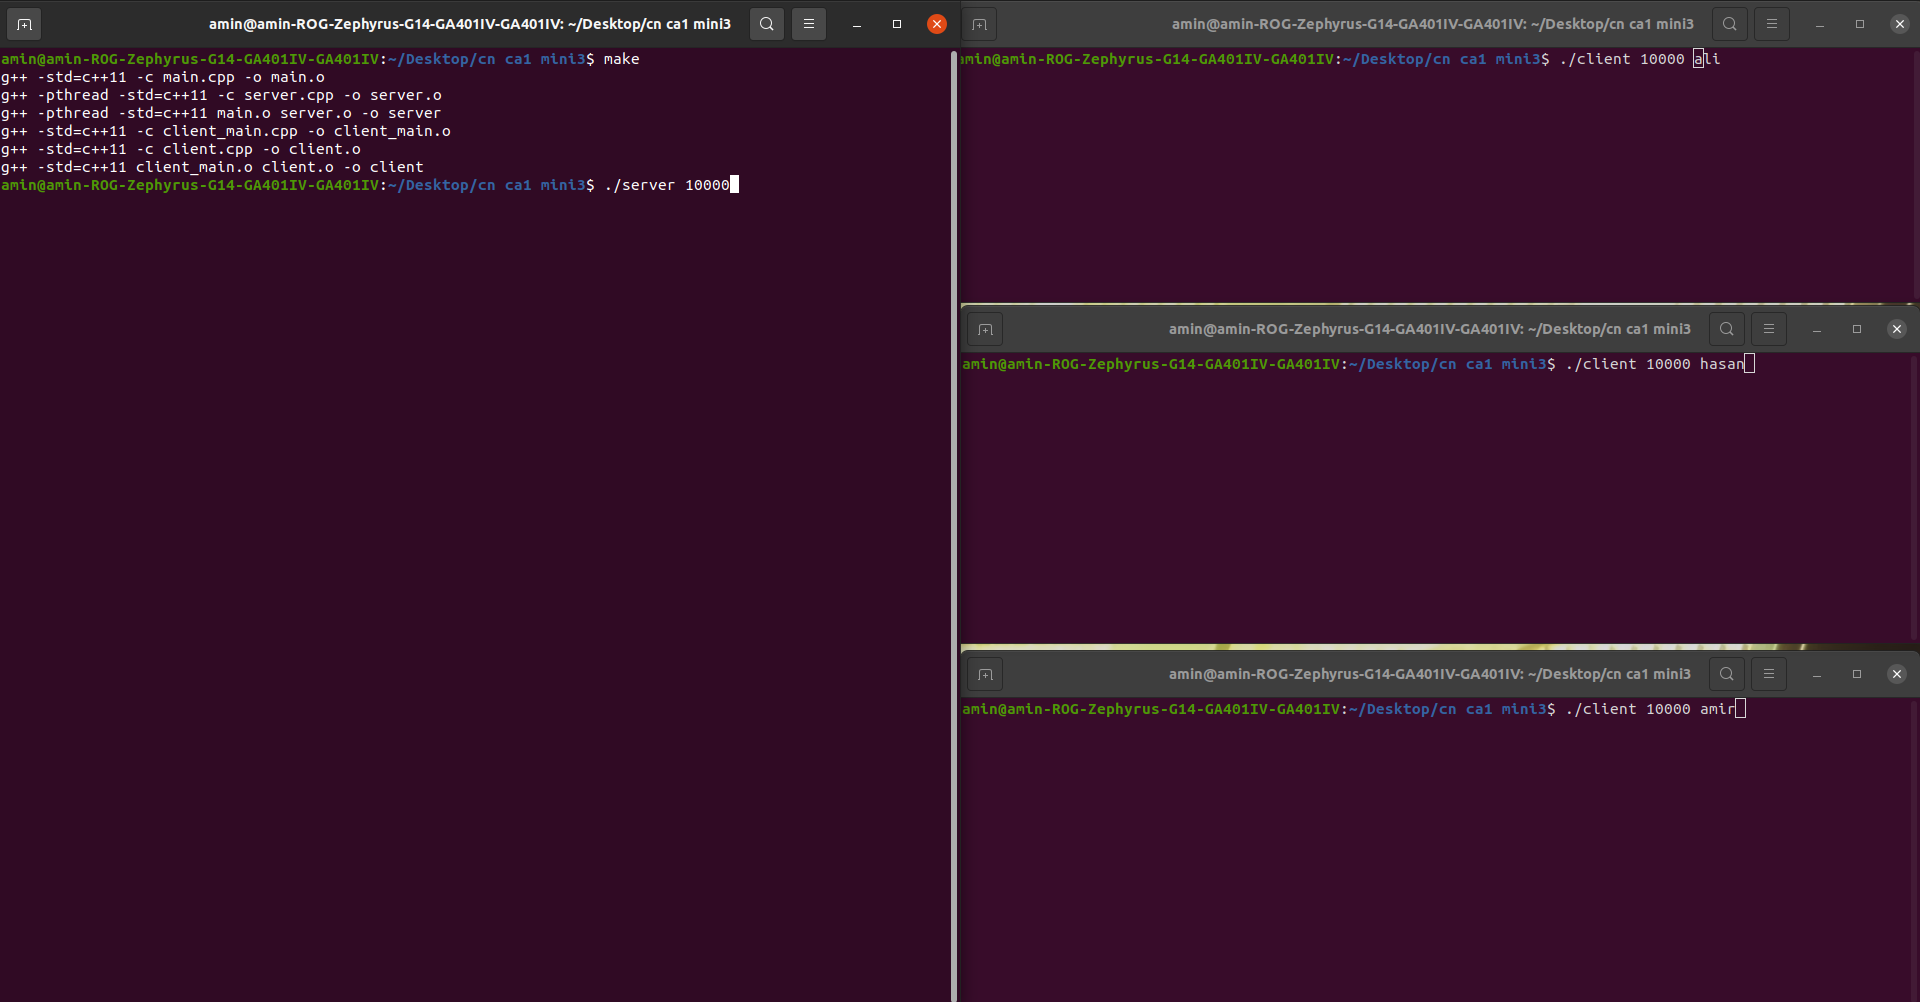 amin@amin-ROG-Zephyrus-G14-GA401IV-GA401IV: ~/Desktop/cn ca1 mini3
amin@amin-ROG-Zephyrus-G14-GA401IV-GA401IV:~/Desktop/cn ca1 mini3$ make
g++ -std=c++11 -c main.cpp -o main.o
g++ -pthread -std=c++11 -c server.cpp -o server.o
g++ -pthread -std=c++11 main.o server.o -o server
g++ -std=c++11 -c client_main.cpp -o client_main.o
g++ -std=c++11 -c client.cpp -o client.o
g++ -std=c++11 client_main.o client.o -o client
amin@amin-ROG-Zephyrus-G14-GA401IV-GA401IV:~/Desktop/cn ca1 mini3$ ./server 10000
amin@amin-ROG-Zephyrus-G14-GA401IV-GA401IV: ~/Desktop/cn ca1 mini3
amin@amin-ROG-Zephyrus-G14-GA401IV-GA401IV:~/Desktop/cn ca1 mini3$ ./client 10000 ali
amin@amin-ROG-Zephyrus-G14-GA401IV-GA401IV: ~/Desktop/cn ca1 mini3
amin@amin-ROG-Zephyrus-G14-GA401IV-GA401IV:~/Desktop/cn ca1 mini3$ ./client 10000 hasan
amin@amin-ROG-Zephyrus-G14-GA401IV-GA401IV: ~/Desktop/cn ca1 mini3
amin@amin-ROG-Zephyrus-G14-GA401IV-GA401IV:~/Desktop/cn ca1 mini3$ ./client 10000 amir